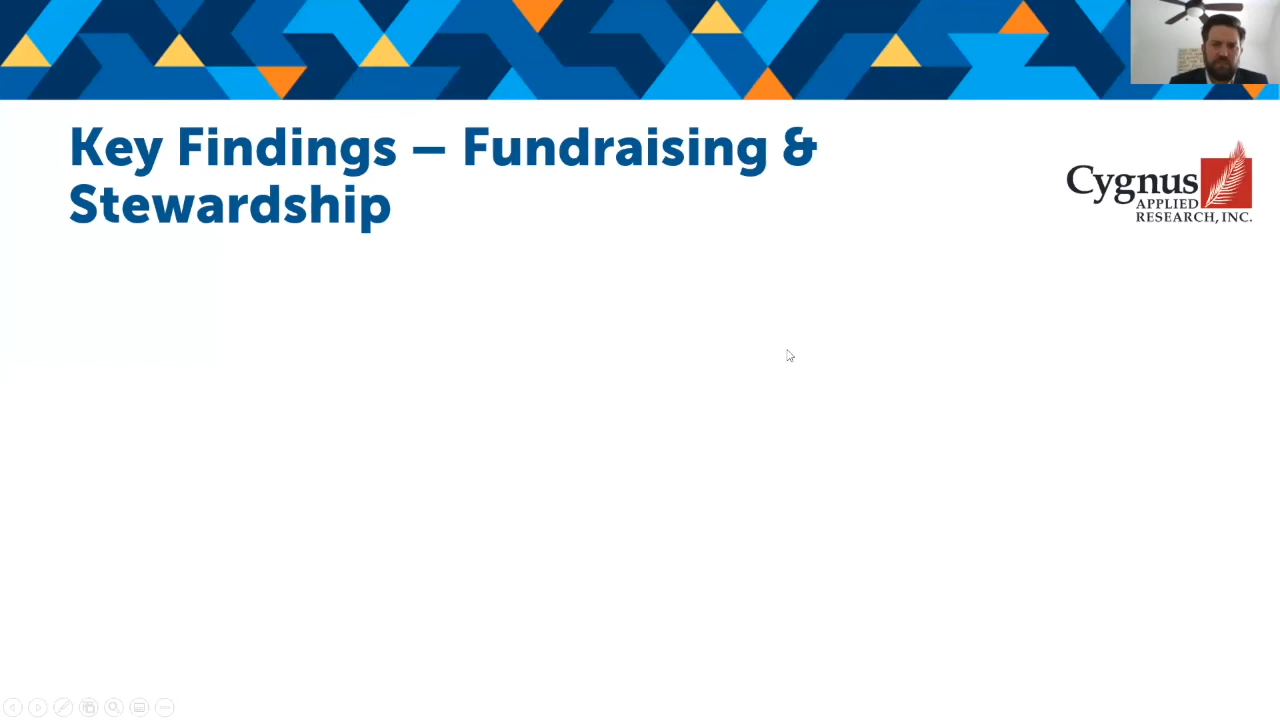 Key Findings – Fundraising &
Stewardship
Cygnus
APPLIED
RESEARCH, INC.